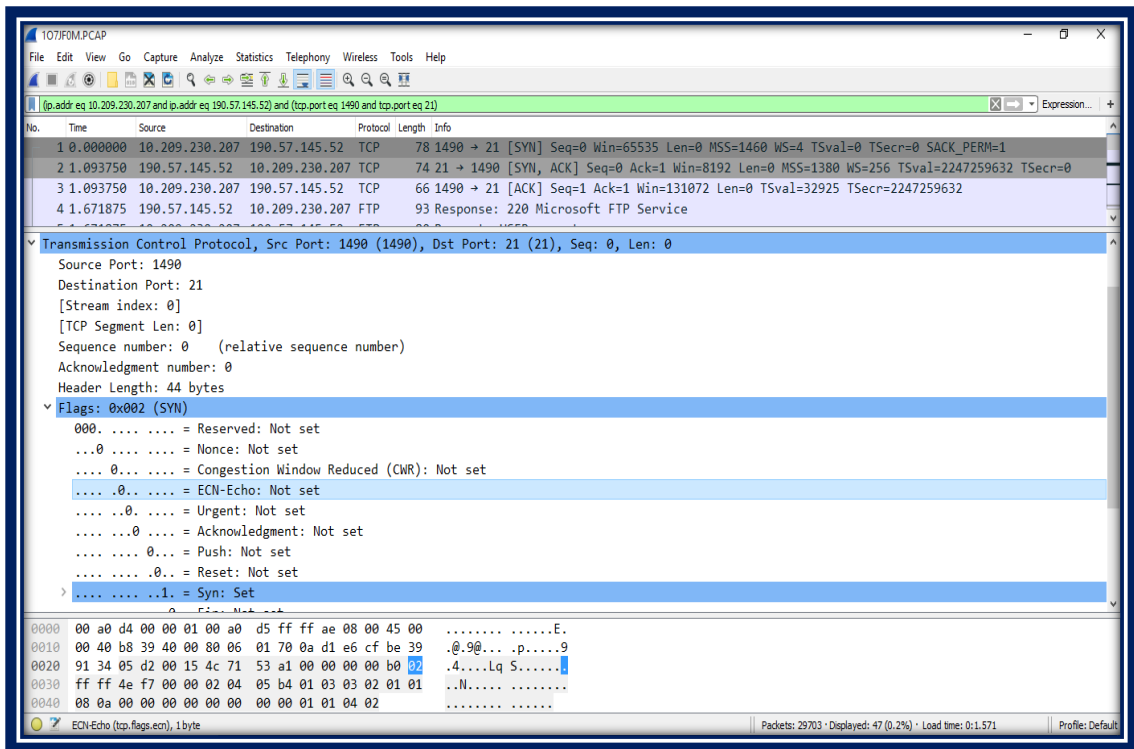 1O7JF0M.PCAP
File Edit View Go Capture Analyze Statistics Telephony Wireless Tools Help
(ip.addr eq 10.209.230.207 and ip.addr eq 190.57.145.52) and (tcp.port eq 1490 and tcp.port eq 21) Expression... +
No. Time Source Destination Protocol Length Info
1 0.000000 10.209.230.207 190.57.145.52 TCP 78 1490 → 21 [SYN] Seq=0 Win=65535 Len=0 MSS=1460 WS=4 TSval=0 TSecr=0 SACK_PERM=1
2 1.093750 190.57.145.52 10.209.230.207 TCP 74 21 → 1490 [SYN, ACK] Seq=0 Ack=1 Win=8192 Len=0 MSS=1380 WS=256 TSval=2247259632 TSecr=0
3 1.093750 10.209.230.207 190.57.145.52 TCP 66 1490 → 21 [ACK] Seq=1 Ack=1 Win=131072 Len=0 TSval=32925 TSecr=2247259632
4 1.671875 190.57.145.52 10.209.230.207 FTP 93 Response: 220 Microsoft FTP Service
Transmission Control Protocol, Src Port: 1490 (1490), Dst Port: 21 (21), Seq: 0, Len: 0
Source Port: 1490
Destination Port: 21
[Stream index: 0]
[TCP Segment Len: 0]
Sequence number: 0 (relative sequence number)
Acknowledgment number: 0
Header Length: 44 bytes
Flags: 0x002 (SYN)
000. .... .... = Reserved: Not set
...0 .... .... = Nonce: Not set
.... 0... .... = Congestion Window Reduced (CWR): Not set
.... .0.. .... = ECN-Echo: Not set
.... ..0. .... = Urgent: Not set
.... ...0 .... = Acknowledgment: Not set
.... .... 0... = Push: Not set
.... .... .0.. = Reset: Not set
.... .... ..1. = Syn: Set
0000 00 a0 d4 00 00 01 00 a0 d5 ff ff ae 08 00 45 00 ........ ......E.
0010 00 40 b8 39 40 00 80 06 01 70 0a d1 e6 cf be 39 .@.9@... .p.....9
0020 91 34 05 d2 00 15 4c 71 53 a1 00 00 00 00 b0 02 .4....Lq S.......
0030 ff ff 4e f7 00 00 02 04 05 b4 01 03 03 02 01 01 ..N..... ........
0040 08 0a 00 00 00 00 00 00 00 00 01 01 04 02 ........ ......
ECN-Echo (tcp.flags.ecn), 1 byte Packets: 29703 · Displayed: 47 (0.2%) · Load time: 0:1.571 Profile: Default